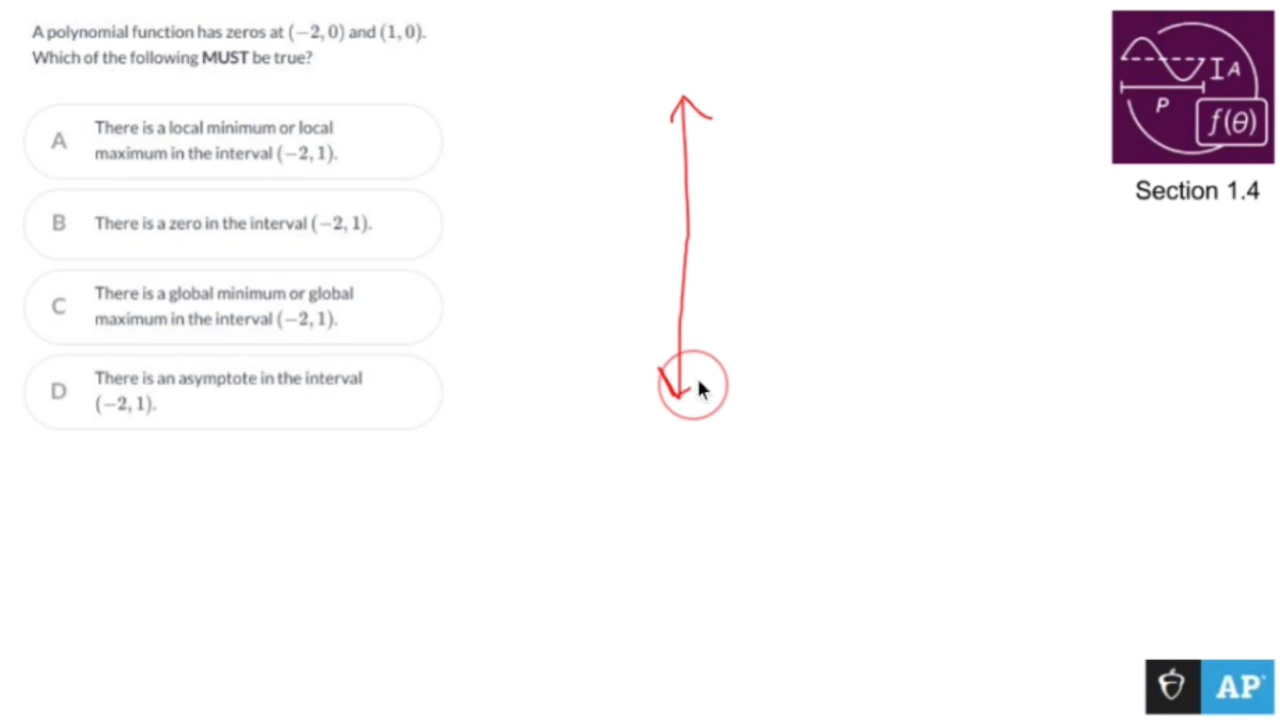 A polynomial function has zeros at (−2, 0) and (1, 0).
Which of the following MUST be true?
A
There is a local minimum or local
maximum in the interval (−2, 1).
B
There is a zero in the interval (−2, 1).
C
There is a global minimum or global
maximum in the interval (−2, 1).
D
There is an asymptote in the interval
(−2, 1).
A
P
f(θ)
Section 1.4
AP